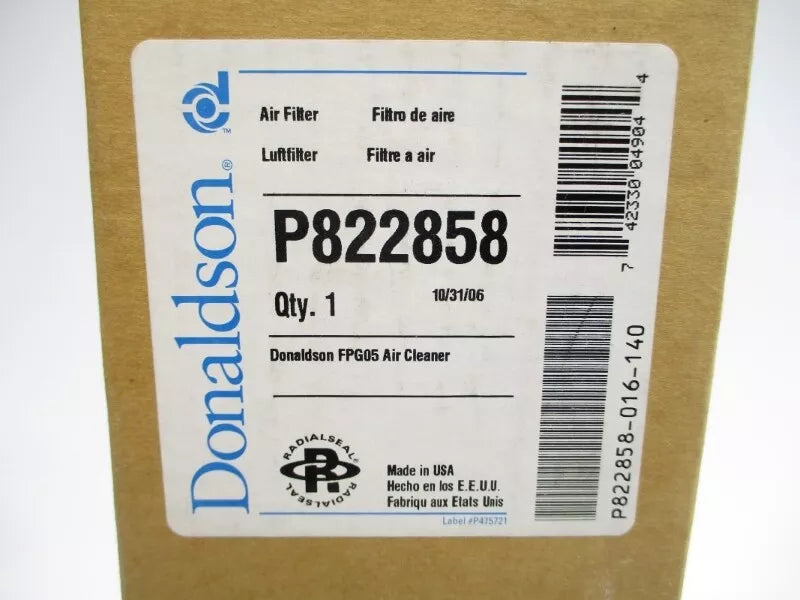 Donaldson®
TM
Air Filter Filtro de aire
Luftfilter Filtre a air
P822858
Qty. 1 10/31/06
Donaldson FPG05 Air Cleaner
RADIALSEAL®
RADIALSEAL
Made in USA
Hecho en los E.E.U.U.
Fabriqu aux Etats Unis
Label #P475721
7 42330 04904 4
P822858-016-140